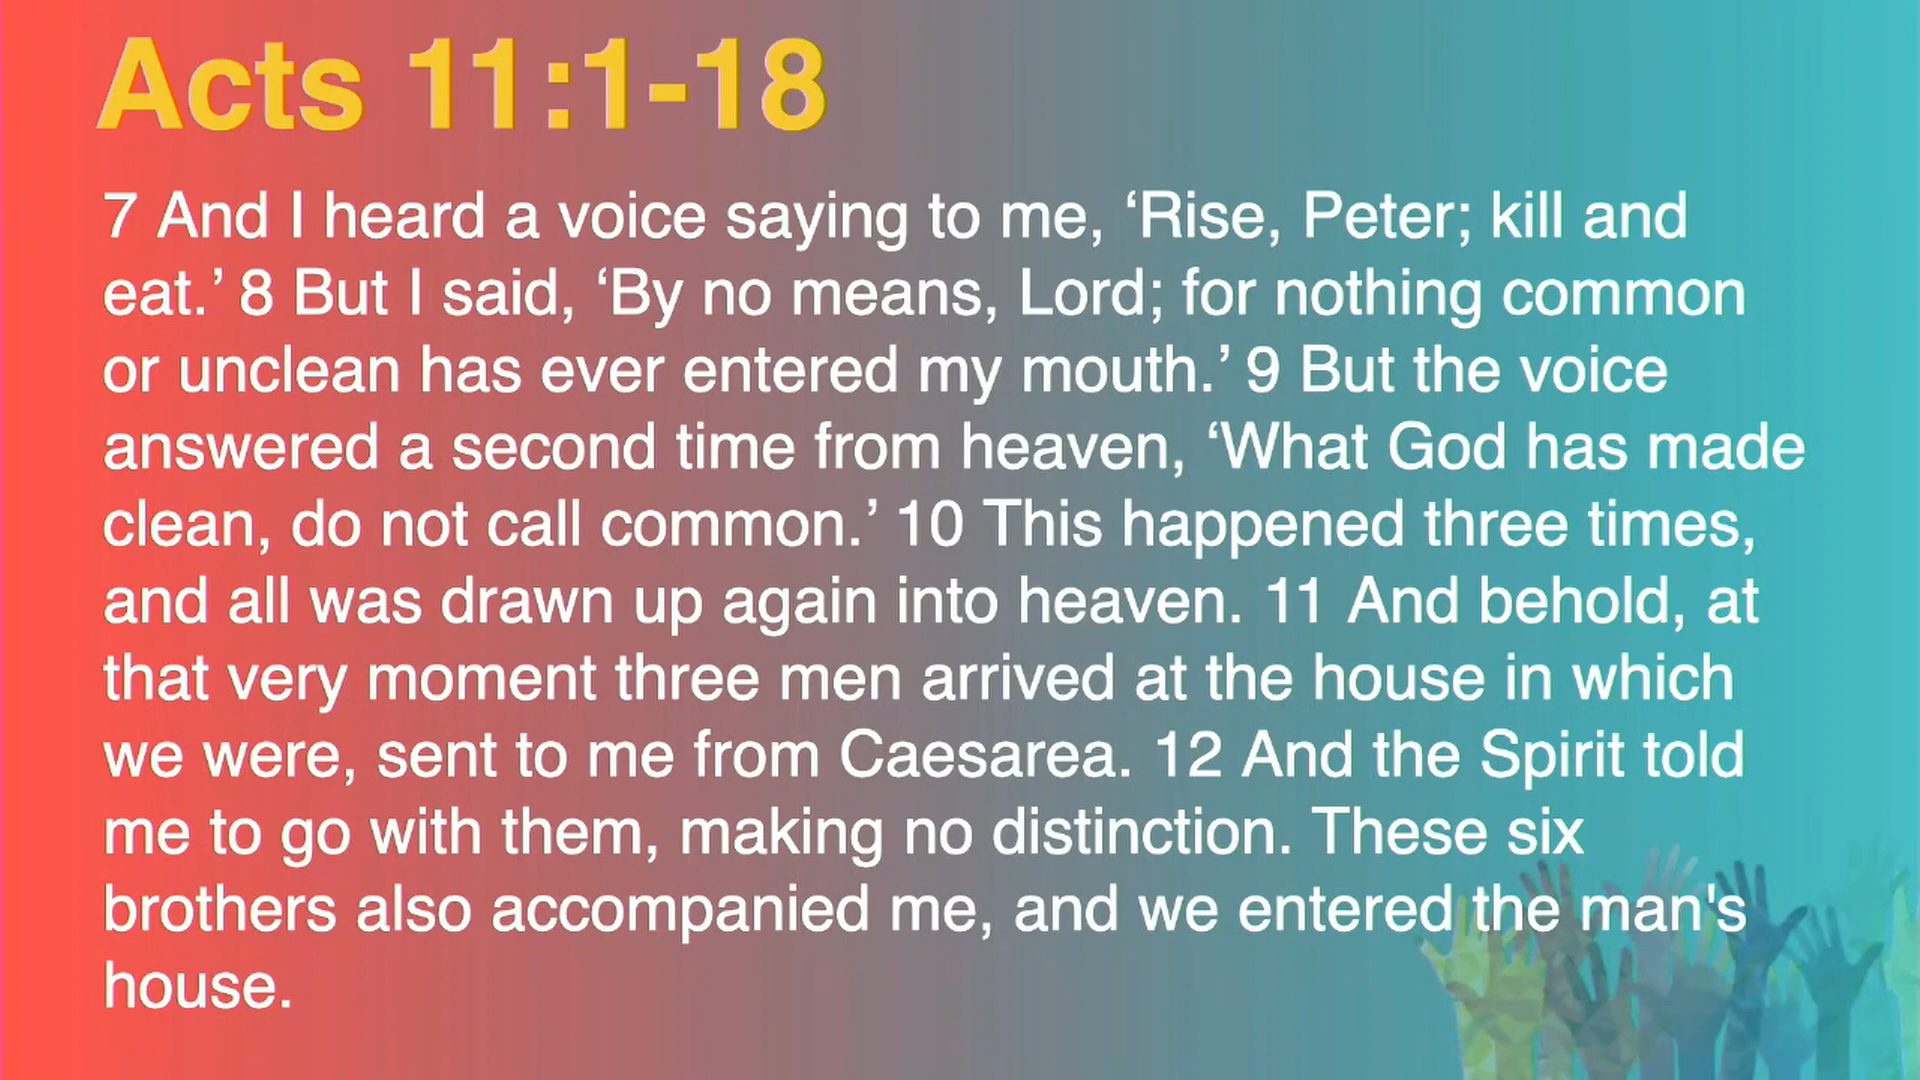 Acts 11:1-18
7 And I heard a voice saying to me, ‘Rise, Peter; kill and
eat.’ 8 But I said, ‘By no means, Lord; for nothing common
or unclean has ever entered my mouth.’ 9 But the voice
answered a second time from heaven, ‘What God has made
clean, do not call common.’ 10 This happened three times,
and all was drawn up again into heaven. 11 And behold, at
that very moment three men arrived at the house in which
we were, sent to me from Caesarea. 12 And the Spirit told
me to go with them, making no distinction. These six
brothers also accompanied me, and we entered the man's
house.